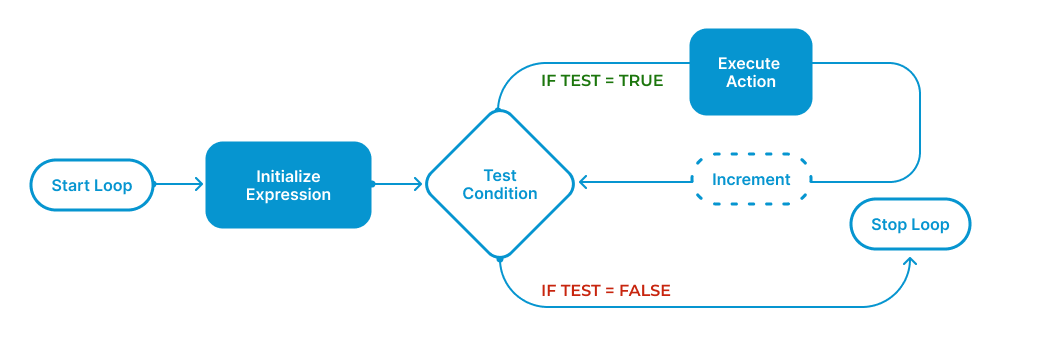 Start Loop
Initialize
Expression
Test
Condition
IF TEST = TRUE
Execute
Action
Increment
IF TEST = FALSE
Stop Loop